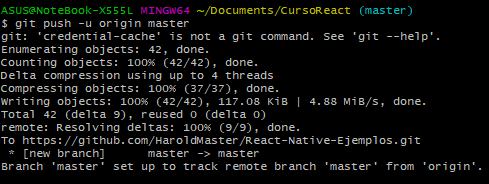 ASUS@NoteBook-X555L MINGW64 ~/Documents/CursoReact (master)
$ git push -u origin master
git: 'credential-cache' is not a git command. See 'git --help'.
Enumerating objects: 42, done.
Counting objects: 100% (42/42), done.
Delta compression using up to 4 threads
Compressing objects: 100% (37/37), done.
Writing objects: 100% (42/42), 117.08 KiB | 4.88 MiB/s, done.
Total 42 (delta 9), reused 0 (delta 0)
remote: Resolving deltas: 100% (9/9), done.
To https://github.com/HaroldMaster/React-Native-Ejemplos.git
 * [new branch]      master -> master
Branch 'master' set up to track remote branch 'master' from 'origin'.